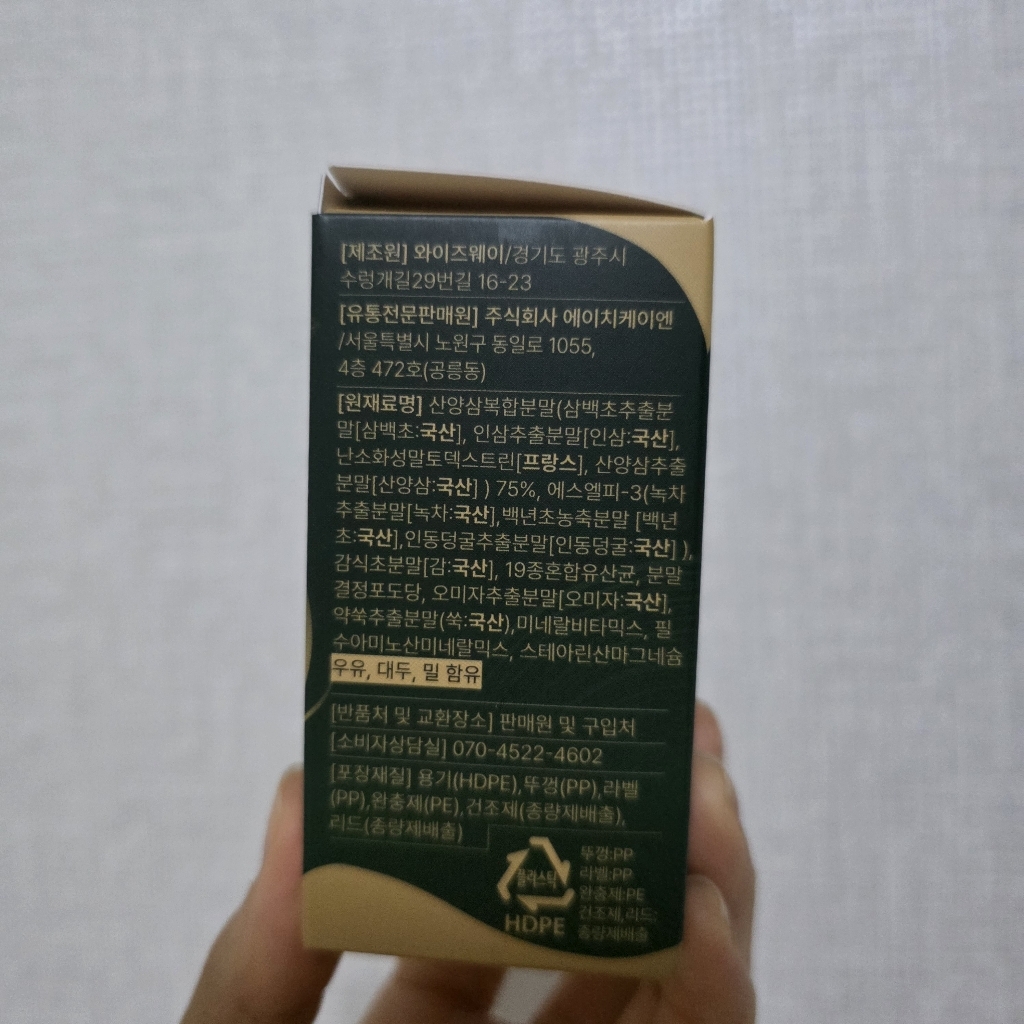 [제조원] 와이즈웨이/경기도 광주시
수렁개길29번길 16-23
[유통전문판매원] 주식회사 에이치케이엔
/서울특별시 노원구 동일로 1055,
4층 472호(공릉동)
[원재료명] 산양삼복합분말(삼백초추출분
말[삼백초:국산], 인삼추출분말[인삼:국산],
난소화성말토덱스트린[프랑스], 산양삼추출
분말[산양삼:국산] ) 75%, 에스엘피-3(녹차
추출분말[녹차:국산],백년초농축분말 [백년
초:국산],인동덩굴추출분말[인동덩굴:국산] ),
감식초분말[감:국산], 19종혼합유산균, 분말
결정포도당, 오미자추출분말[오미자:국산],
약쑥추출분말(쑥:국산),미네랄비타믹스, 필
수아미노산미네랄믹스, 스테아린산마그네슘
우유, 대두, 밀 함유
[반품처 및 교환장소] 판매원 및 구입처
[소비자상담실] 070-4522-4602
[포장재질] 용기(HDPE),뚜껑(PP),라벨
(PP),완충제(PE),건조제(종량제배출),
리드(종량제배출)
플라스틱
HDPE
뚜껑:PP
라벨:PP
완충제:PE
건조제,리드:
종량제배출